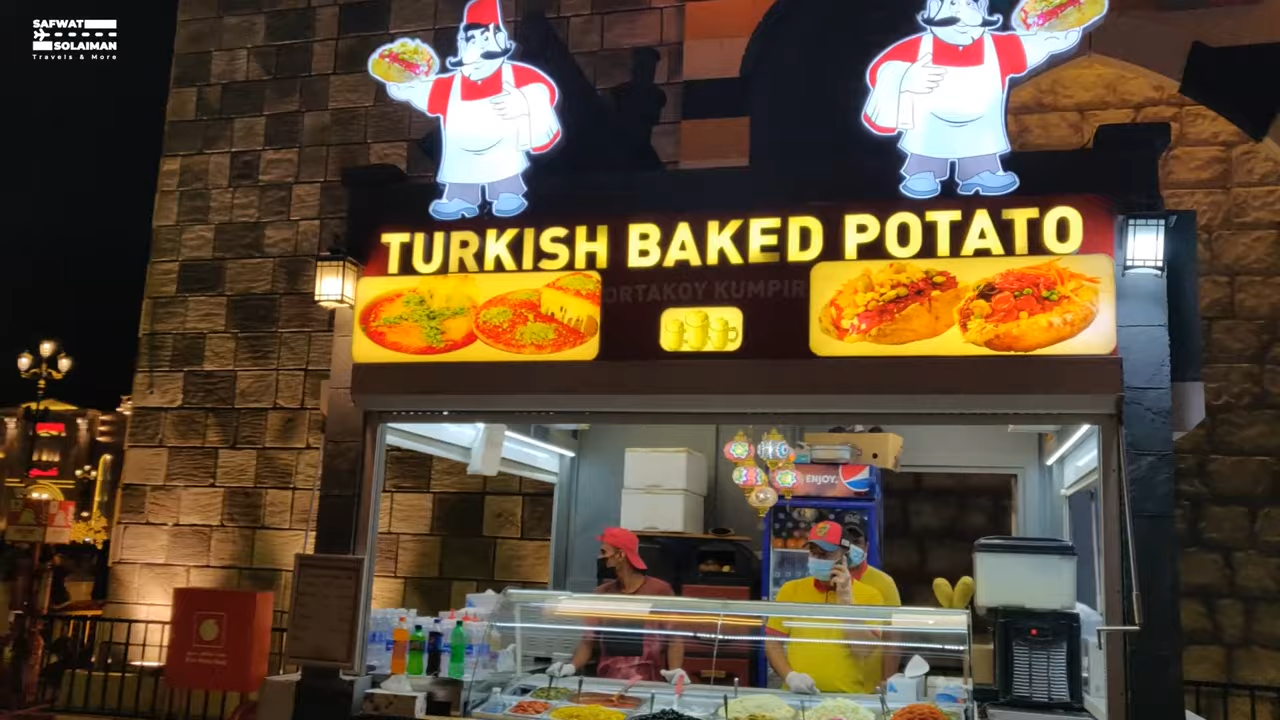 SAFWAT
SOLAIMAN
Travels & More
TURKISH BAKED POTATO
ORTAKOY KUMPIR
ENJOY.